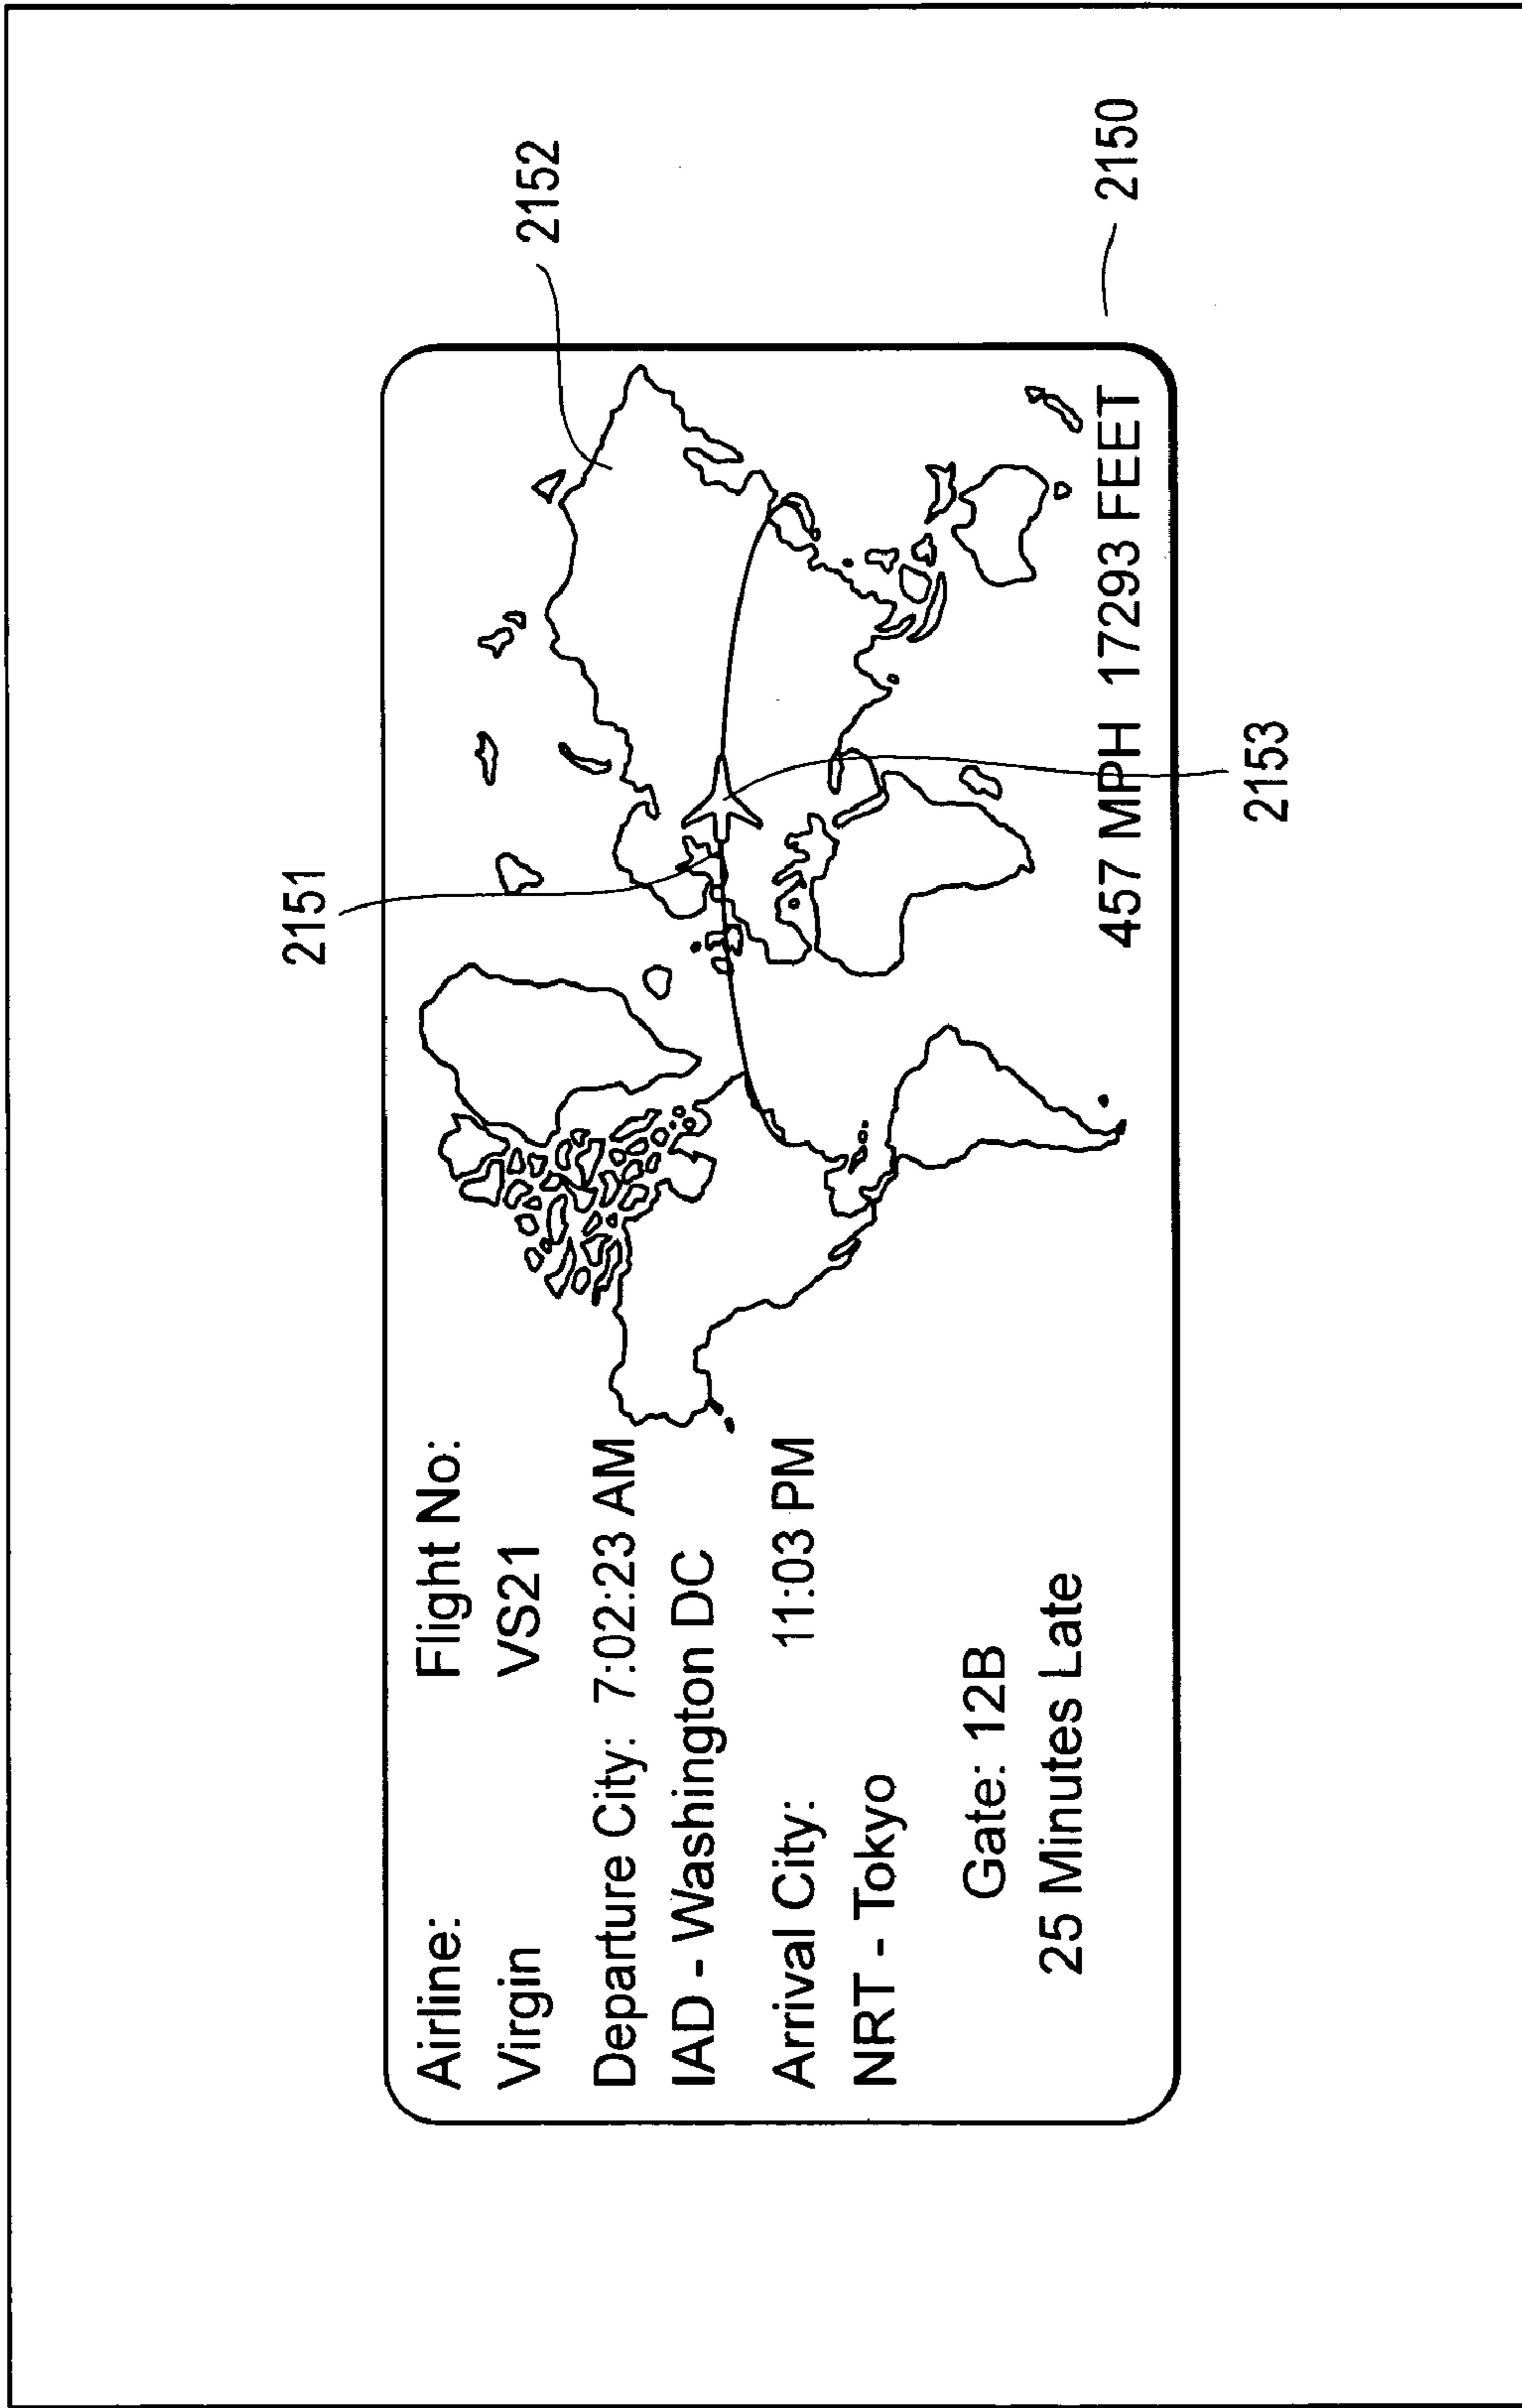 2151
2152
Airline: Flight No:
Virgin VS21
Departure City: 7:02:23 AM
IAD - Washington DC
Arrival City: 11:03 PM
NRT - Tokyo
Gate: 12B
25 Minutes Late
457 MPH 17293 FEET
2150
2153